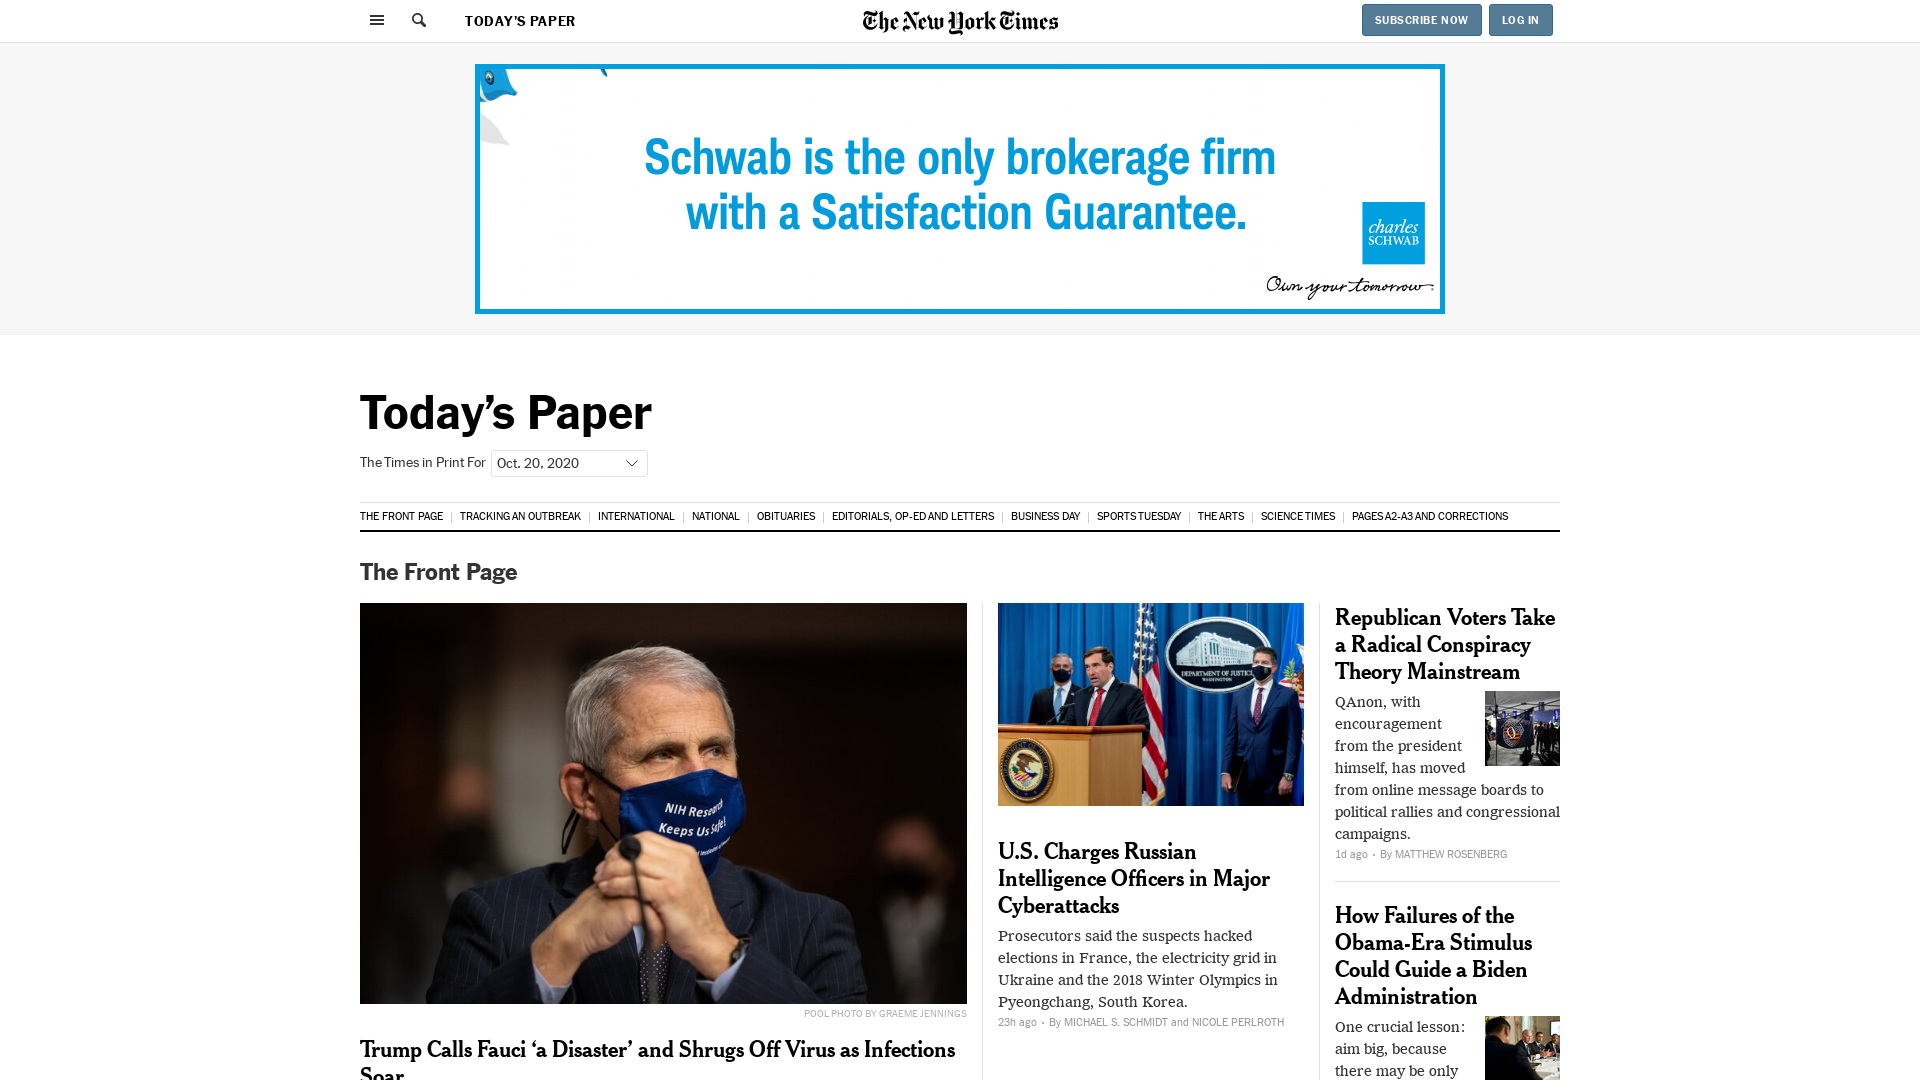 TODAY'S PAPER
The New York Times
SUBSCRIBE NOW
LOG IN
Schwab is the only brokerage firm
with a Satisfaction Guarantee.
charles
SCHWAB
Own your tomorrow.
Today's Paper
The Times in Print For
Oct. 20, 2020
THE FRONT PAGE
TRACKING AN OUTBREAK
INTERNATIONAL
NATIONAL
OBITUARIES
EDITORIALS, OP-ED AND LETTERS
BUSINESS DAY
SPORTS TUESDAY
THE ARTS
SCIENCE TIMES
PAGES A2-A3 AND CORRECTIONS
The Front Page
NIH Research
Keeps Us Safe!
POOL PHOTO BY GRAEME JENNINGS
Trump Calls Fauci ‘a Disaster’ and Shrugs Off Virus as Infections
Soar
DEPARTMENT OF JUSTICE
WASHINGTON
U.S. Charges Russian
Intelligence Officers in Major
Cyberattacks
Prosecutors said the suspects hacked
elections in France, the electricity grid in
Ukraine and the 2018 Winter Olympics in
Pyeongchang, South Korea.
23h ago • By MICHAEL S. SCHMIDT and NICOLE PERLROTH
Republican Voters Take
a Radical Conspiracy
Theory Mainstream
QAnon, with
encouragement
from the president
himself, has moved
from online message boards to
political rallies and congressional
campaigns.
1d ago • By MATTHEW ROSENBERG
How Failures of the
Obama-Era Stimulus
Could Guide a Biden
Administration
One crucial lesson:
aim big, because
there may be only